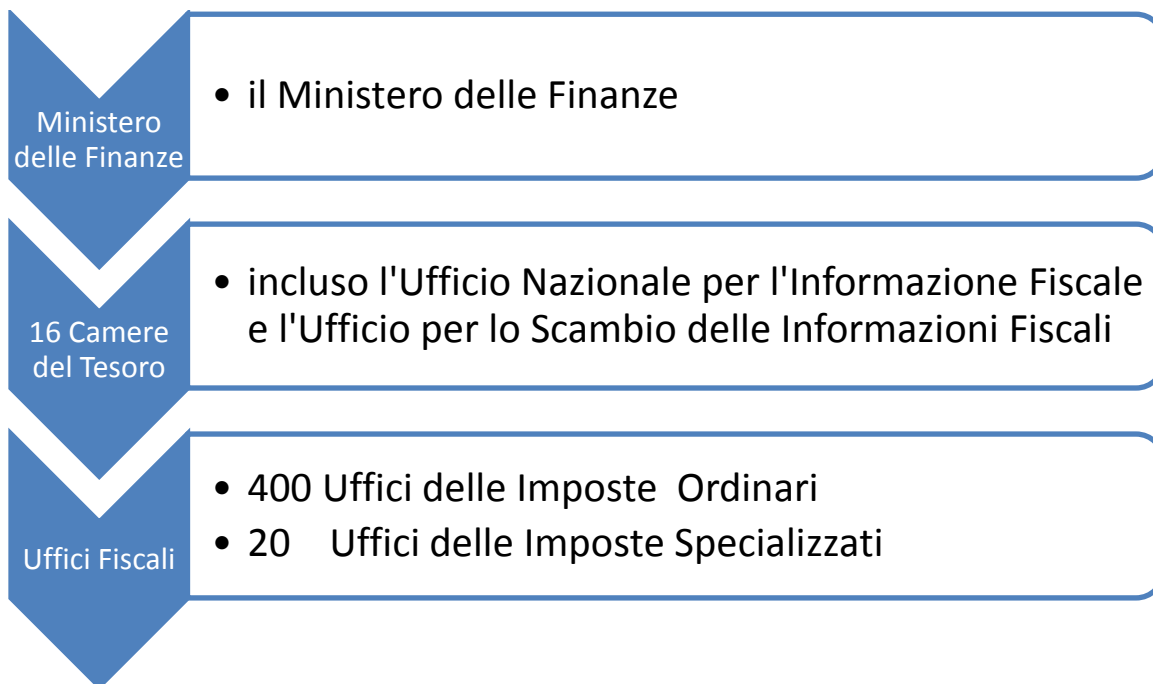 Ministero
delle Finanze
• il Ministero delle Finanze
16 Camere
del Tesoro
• incluso l'Ufficio Nazionale per l'Informazione Fiscale
e l'Ufficio per lo Scambio delle Informazioni Fiscali
Uffici Fiscali
• 400 Uffici delle Imposte Ordinari
• 20 Uffici delle Imposte Specializzati